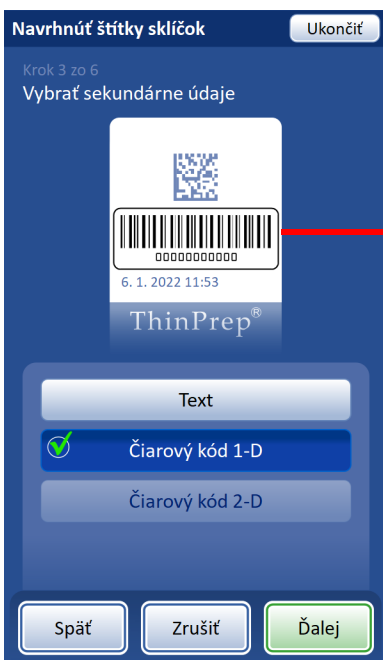 Navrhnúť štítky sklíčok
Ukončiť
Krok 3 zo 6
Vybrať sekundárne údaje
00000000000
6. 1. 2022 11:53
ThinPrep®
Text
Čiarový kód 1-D
Čiarový kód 2-D
Späť
Zrušiť
Ďalej